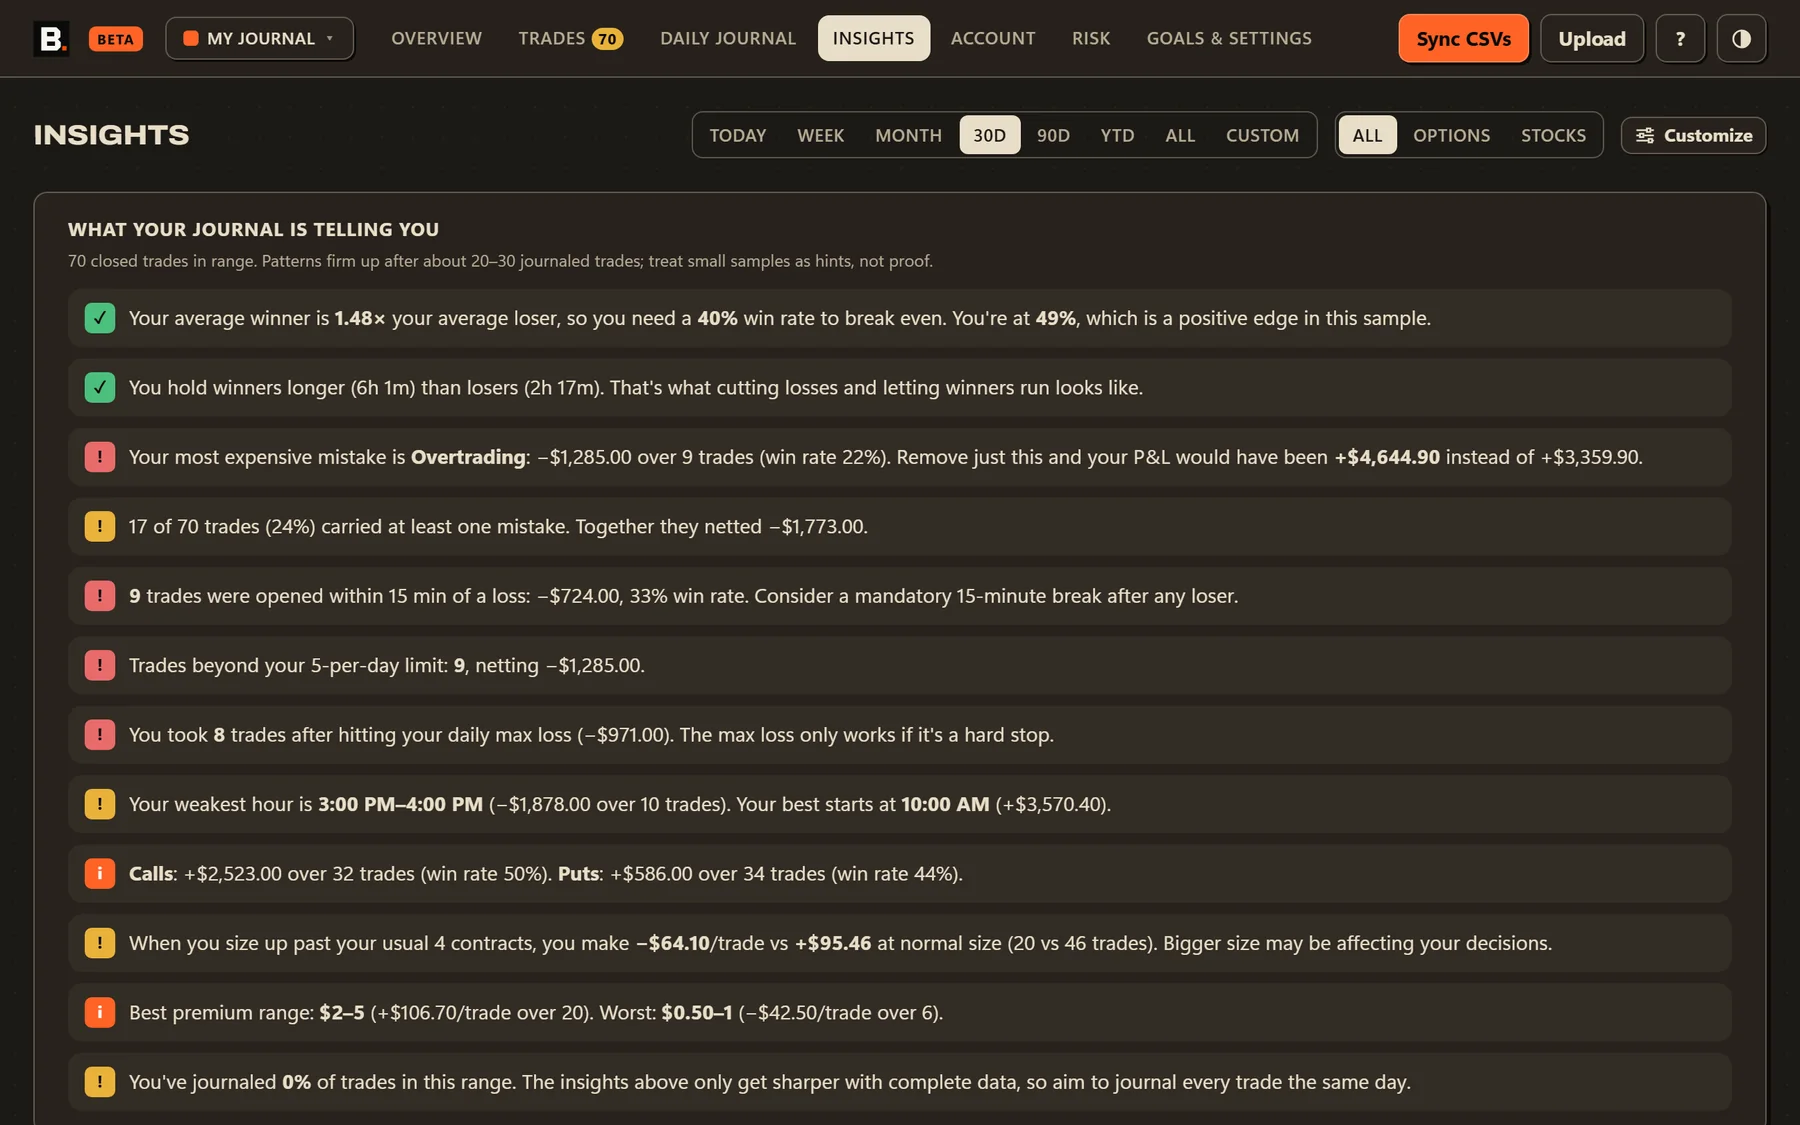 B. BETA MY JOURNAL OVERVIEW TRADES 70 DAILY JOURNAL INSIGHTS ACCOUNT RISK GOALS & SETTINGS Sync CSVs Upload ?
INSIGHTS TODAY WEEK MONTH 30D 90D YTD ALL CUSTOM ALL OPTIONS STOCKS Customize
WHAT YOUR JOURNAL IS TELLING YOU
70 closed trades in range. Patterns firm up after about 20–30 journaled trades; treat small samples as hints, not proof.
✓ Your average winner is 1.48× your average loser, so you need a 40% win rate to break even. You're at 49%, which is a positive edge in this sample.
✓ You hold winners longer (6h 1m) than losers (2h 17m). That's what cutting losses and letting winners run looks like.
! Your most expensive mistake is Overtrading: −$1,285.00 over 9 trades (win rate 22%). Remove just this and your P&L would have been +$4,644.90 instead of +$3,359.90.
! 17 of 70 trades (24%) carried at least one mistake. Together they netted −$1,773.00.
! 9 trades were opened within 15 min of a loss: −$724.00, 33% win rate. Consider a mandatory 15-minute break after any loser.
! Trades beyond your 5-per-day limit: 9, netting −$1,285.00.
! You took 8 trades after hitting your daily max loss (−$971.00). The max loss only works if it's a hard stop.
! Your weakest hour is 3:00 PM–4:00 PM (−$1,878.00 over 10 trades). Your best starts at 10:00 AM (+$3,570.40).
i Calls: +$2,523.00 over 32 trades (win rate 50%). Puts: +$586.00 over 34 trades (win rate 44%).
! When you size up past your usual 4 contracts, you make −$64.10/trade vs +$95.46 at normal size (20 vs 46 trades). Bigger size may be affecting your decisions.
i Best premium range: $2–5 (+$106.70/trade over 20). Worst: $0.50–1 (−$42.50/trade over 6).
! You've journaled 0% of trades in this range. The insights above only get sharper with complete data, so aim to journal every trade the same day.